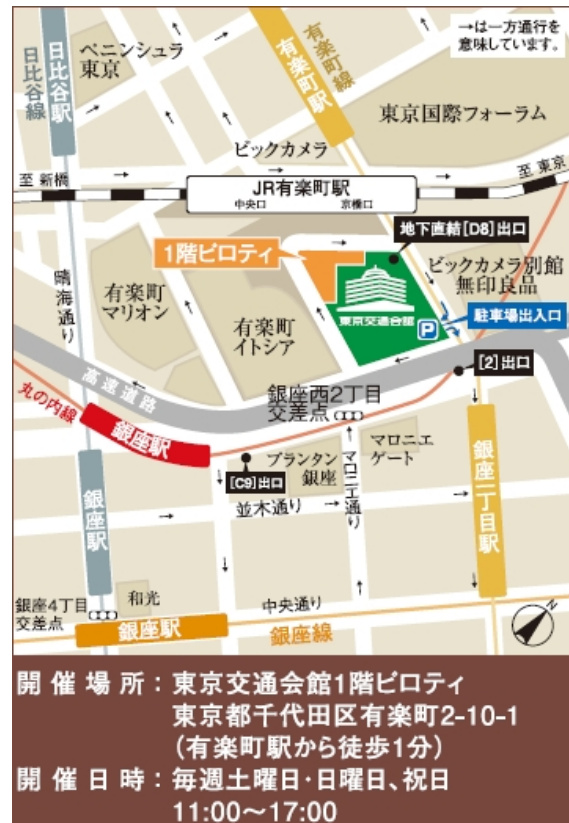 →は一方通行を
意味しています。
日比谷線
日比谷駅
ペニンシュラ
東京
有楽町駅
有楽町線
東京国際フォーラム
ビックカメラ
至 新橋
至 東京
JR有楽町駅
中央口
京橋口
地下直結[D8]出口
1階ピロティ
ビックカメラ別館
無印良品
晴海通り
有楽町
マリオン
有楽町
イトシア
東京交通会館
P
駐車場出入口
[2]出口
高速道路
銀座西2丁目
交差点
丸の内線
銀座駅
マロニエ
ゲート
プランタン
銀座
[C9]出口
マロニエ通り
銀座一丁目駅
並木通り
銀座駅
和光
銀座4丁目
交差点
中央通り
銀座駅
銀座線
N
開催場所：東京交通会館1階ピロティ
東京都千代田区有楽町2-10-1
（有楽町駅から徒歩1分）
開催日時：毎週土曜日・日曜日、祝日
11:00～17:00